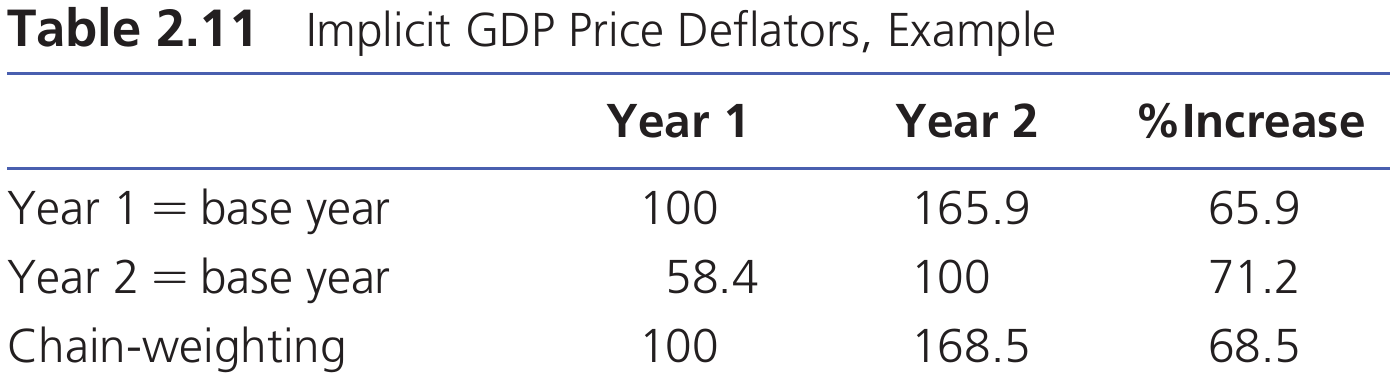 Table 2.11 Implicit GDP Price Deflators, Example
Year 1 Year 2 %Increase
Year 1 = base year 100 165.9 65.9
Year 2 = base year 58.4 100 71.2
Chain-weighting 100 168.5 68.5